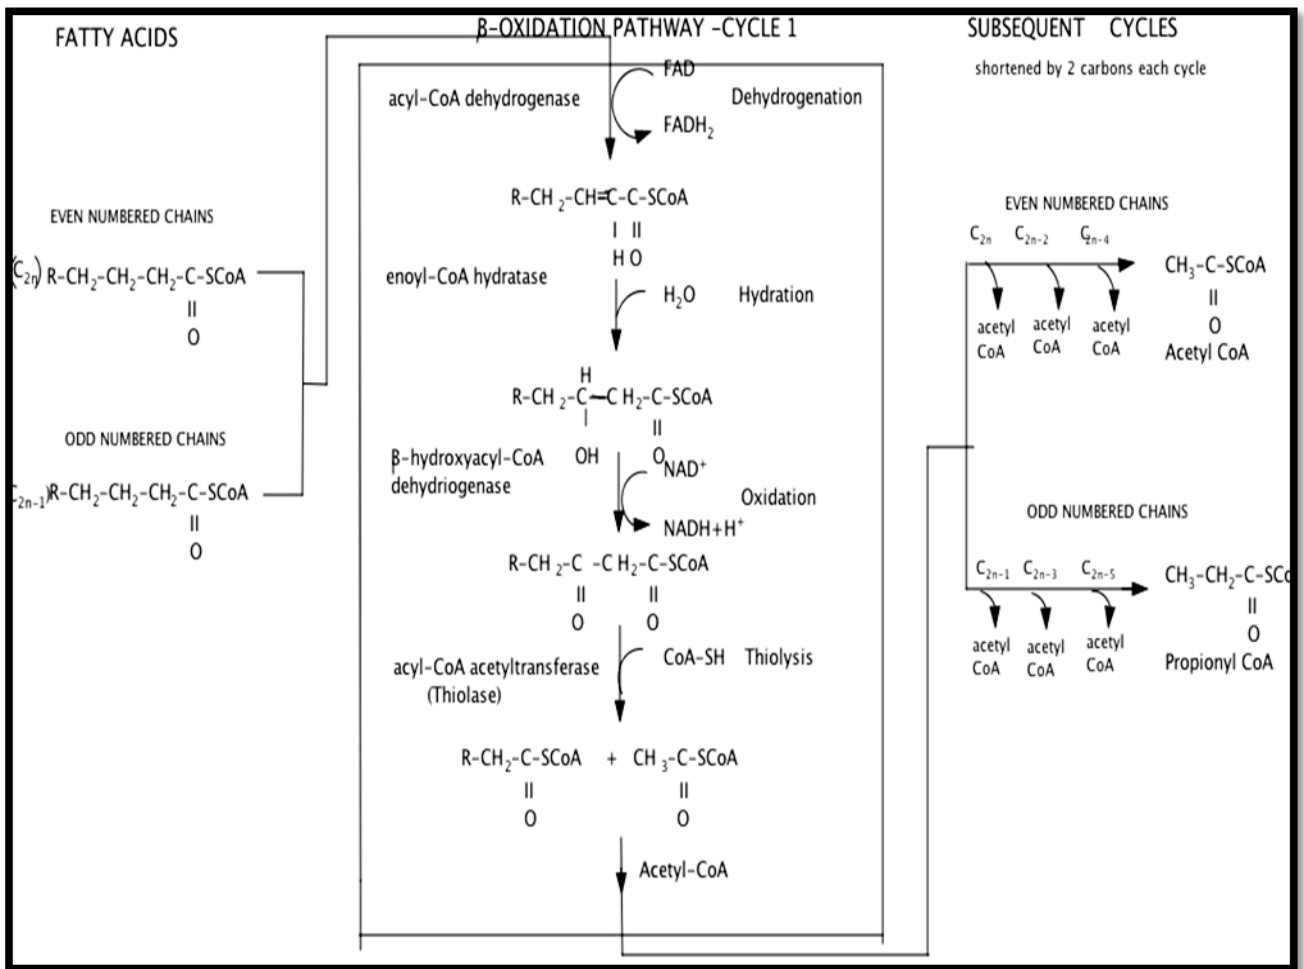 FATTY ACIDS
EVEN NUMBERED CHAINS
(C₂ₙ) R-CH₂-CH₂-CH₂-C-SCoA
||
O
ODD NUMBERED CHAINS
C₂ₙ₋₁)R-CH₂-CH₂-CH₂-C-SCoA
||
O
β-OXIDATION PATHWAY -CYCLE 1
FAD
acyl-CoA dehydrogenase
Dehydrogenation
FADH₂
R-CH₂-CH=C-C-SCoA
| ||
H O
enoyl-CoA hydratase
H₂O
Hydration
H
R-CH₂-C-CH₂-C-SCoA
| ||
OH O
β-hydroxyacyl-CoA
dehydriogenase
NAD⁺
Oxidation
NADH+H⁺
R-CH₂-C -CH₂-C-SCoA
|| ||
O O
acyl-CoA acetyltransferase
(Thiolase)
CoA-SH
Thiolysis
R-CH₂-C-SCoA + CH₃-C-SCoA
|| ||
O O
Acetyl-CoA
SUBSEQUENT CYCLES
shortened by 2 carbons each cycle
EVEN NUMBERED CHAINS
C₂ₙ C₂ₙ₋₂ C₂ₙ₋₄
acetyl CoA
acetyl CoA
acetyl CoA
CH₃-C-SCoA
||
O
Acetyl CoA
ODD NUMBERED CHAINS
C₂ₙ₋₁ C₂ₙ₋₃ C₂ₙ₋₅
acetyl CoA
acetyl CoA
acetyl CoA
CH₃-CH₂-C-SCo
||
O
Propionyl CoA